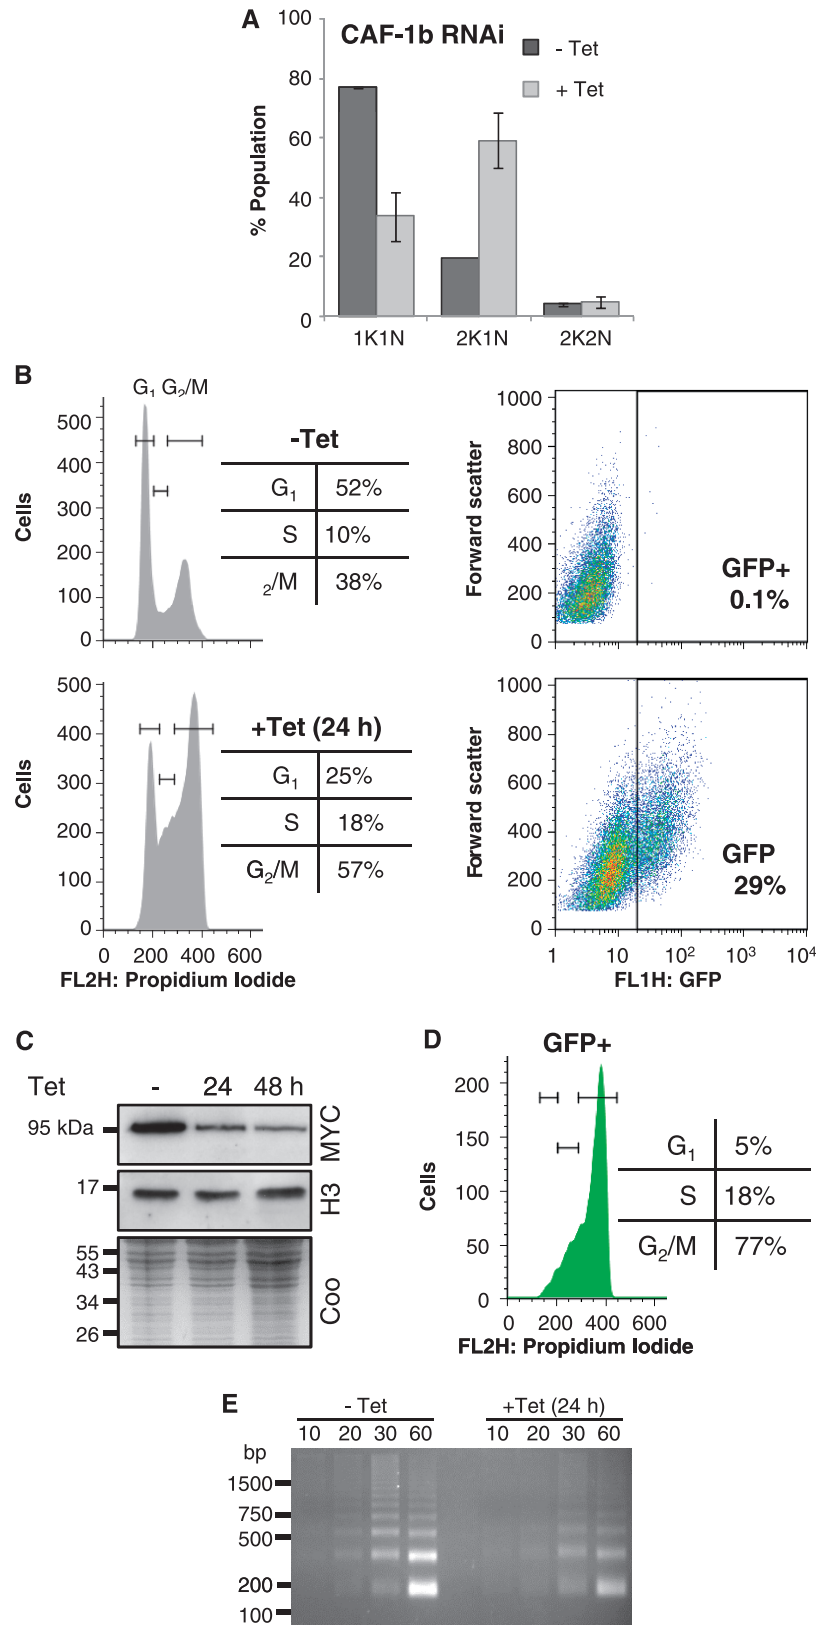 A
CAF-1b RNAi
- Tet
+ Tet
% Population
100
80
60
40
20
0
1K1N 2K1N 2K2N
B
G1 G2/M
Cells
500
400
300
200
100
0
-Tet
G1 52%
S 10%
2/M 38%
Forward scatter
1000
800
600
400
200
0
GFP+
0.1%
Cells
500
400
300
200
100
0
0 200 400 600
FL2H: Propidium Iodide
+Tet (24 h)
G1 25%
S 18%
G2/M 57%
Forward scatter
1000
800
600
400
200
0
GFP
29%
1 10 10² 10³ 10⁴
FL1H: GFP
C
Tet - 24 48 h
95 kDa
MYC
17
H3
55
43
34
26
Coo
D
GFP+
Cells
200
150
100
50
0
0 200 400 600
FL2H: Propidium Iodide
G1 5%
S 18%
G2/M 77%
E
- Tet +Tet (24 h)
10 20 30 60 10 20 30 60
bp
1500
750
500
200
100